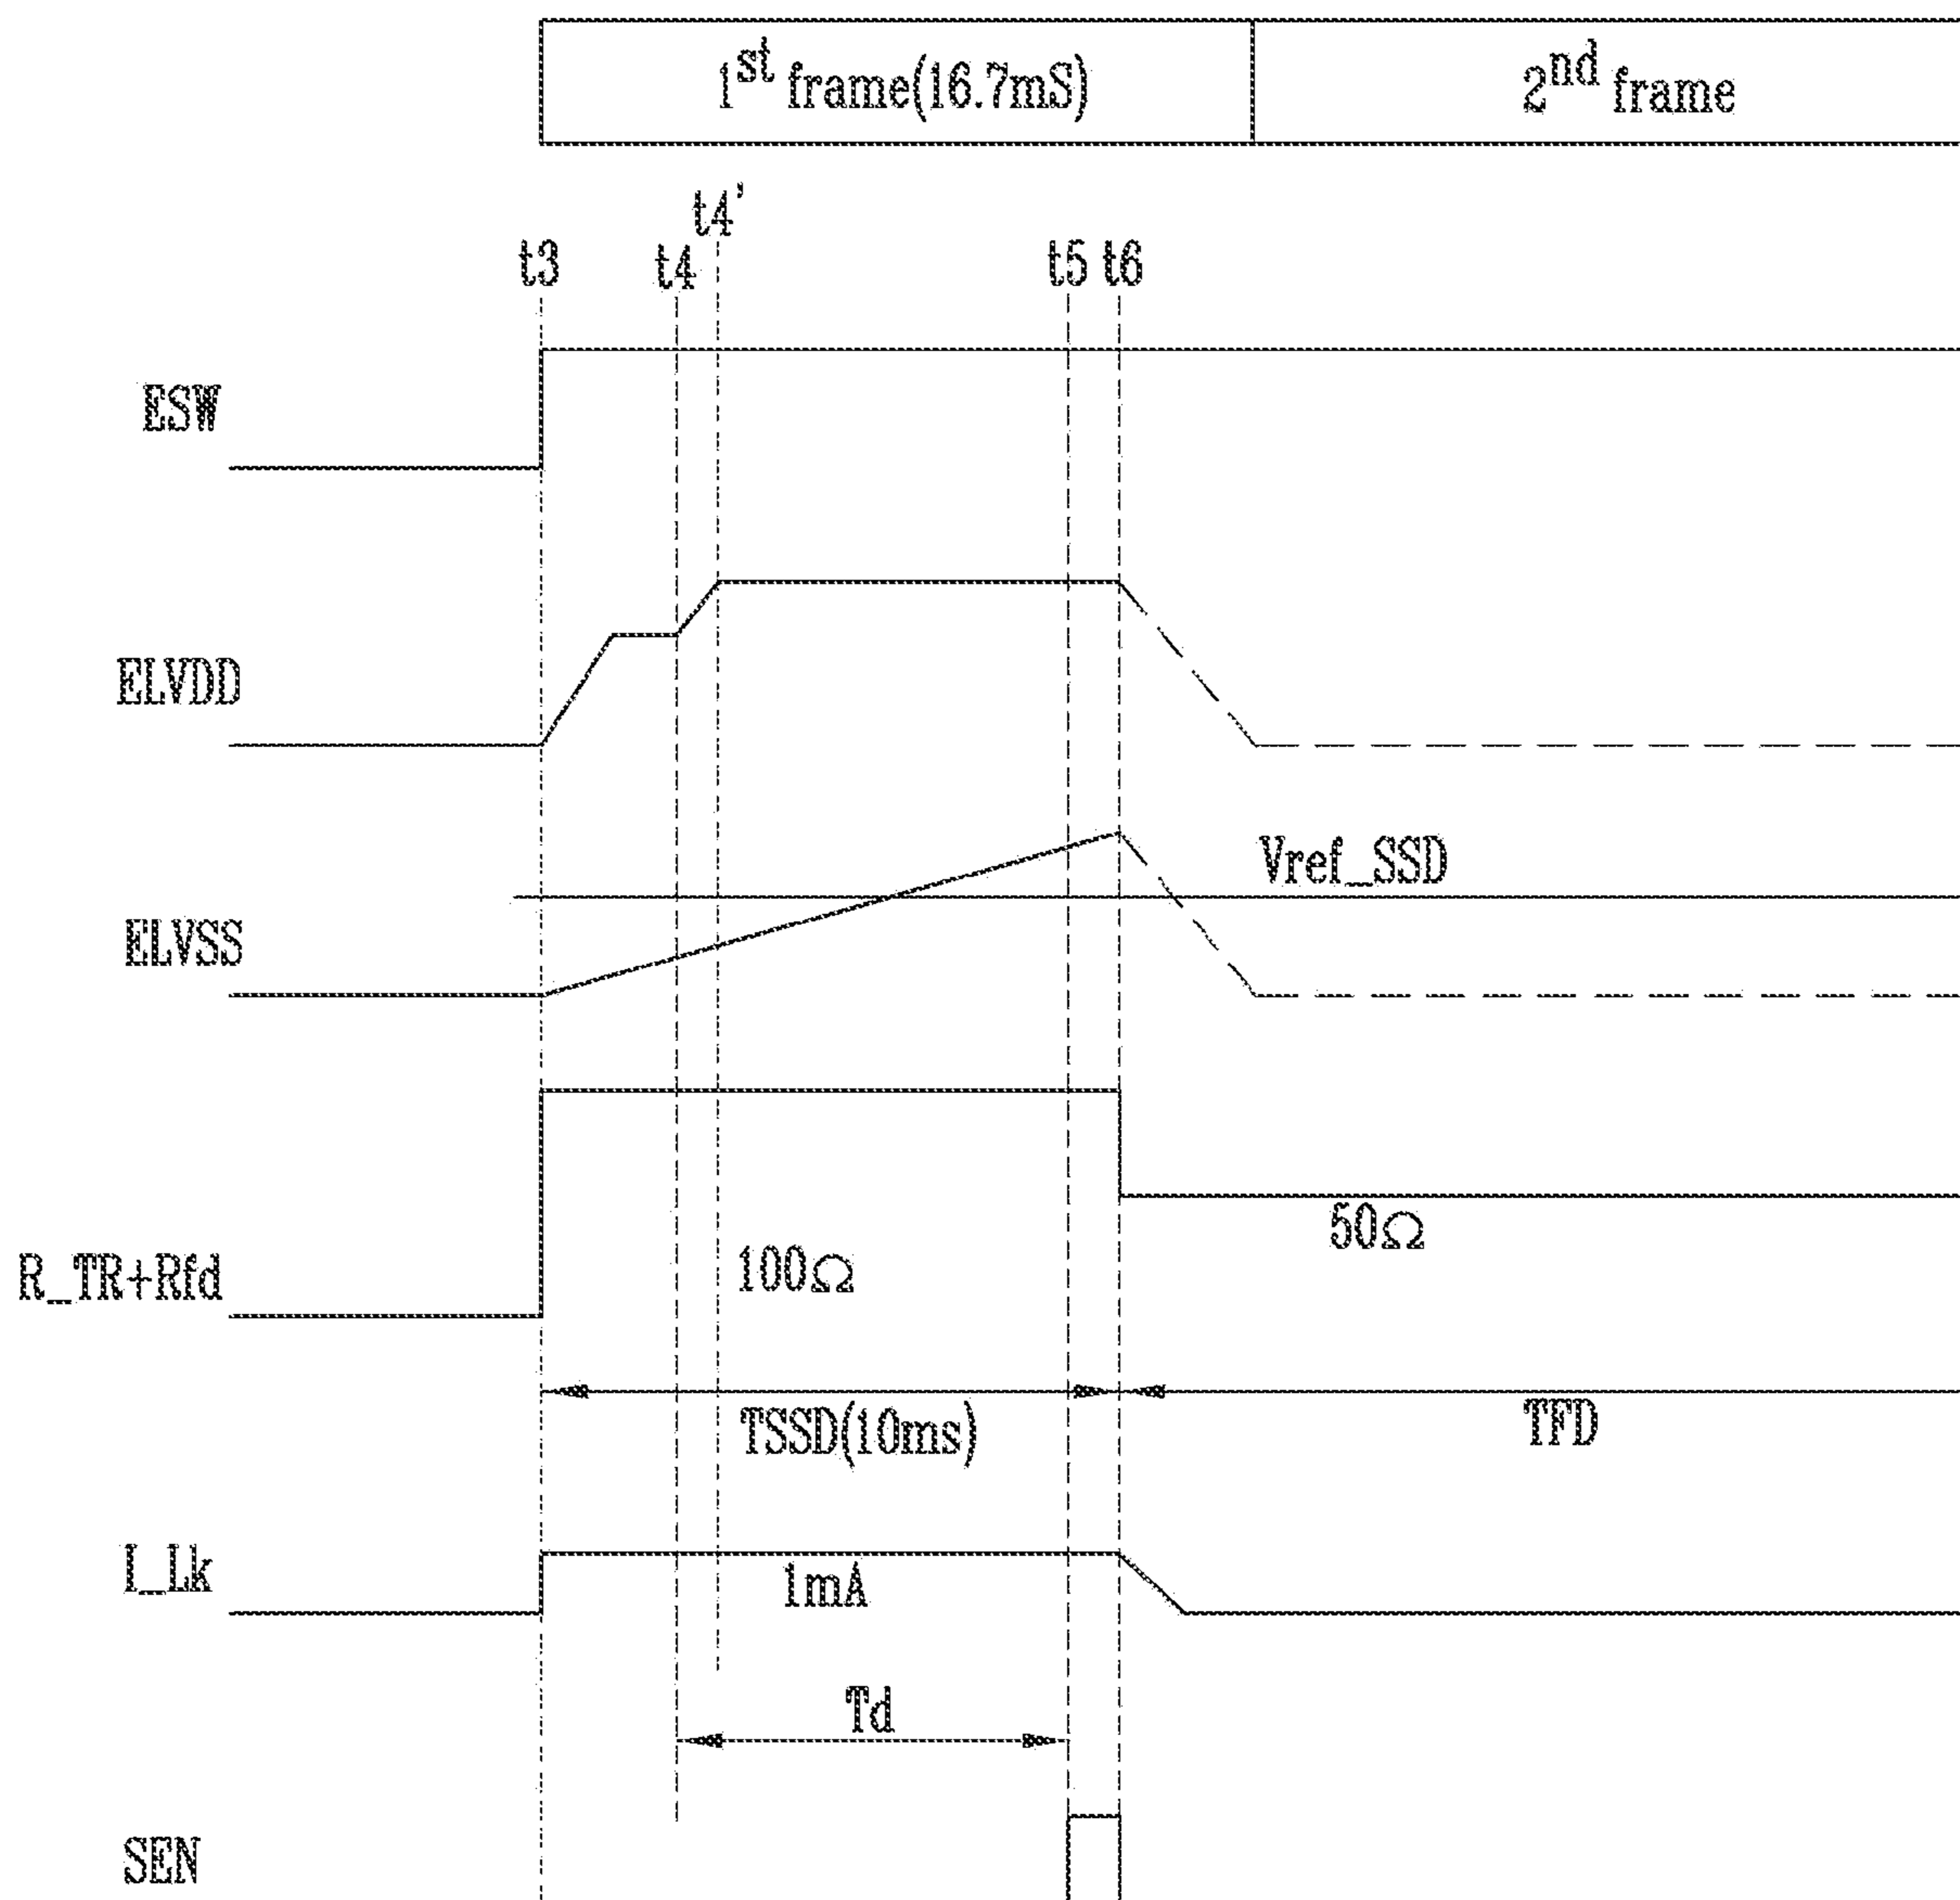 1st frame(16.7mS)
2nd frame
t3
t4
t4'
t5
t6
ESW
ELVDD
Vref_SSD
ELVSS
50Ω
100Ω
R_TR+Rfd
TSSD(10ms)
TFD
I_Lk
1mA
Td
SEN